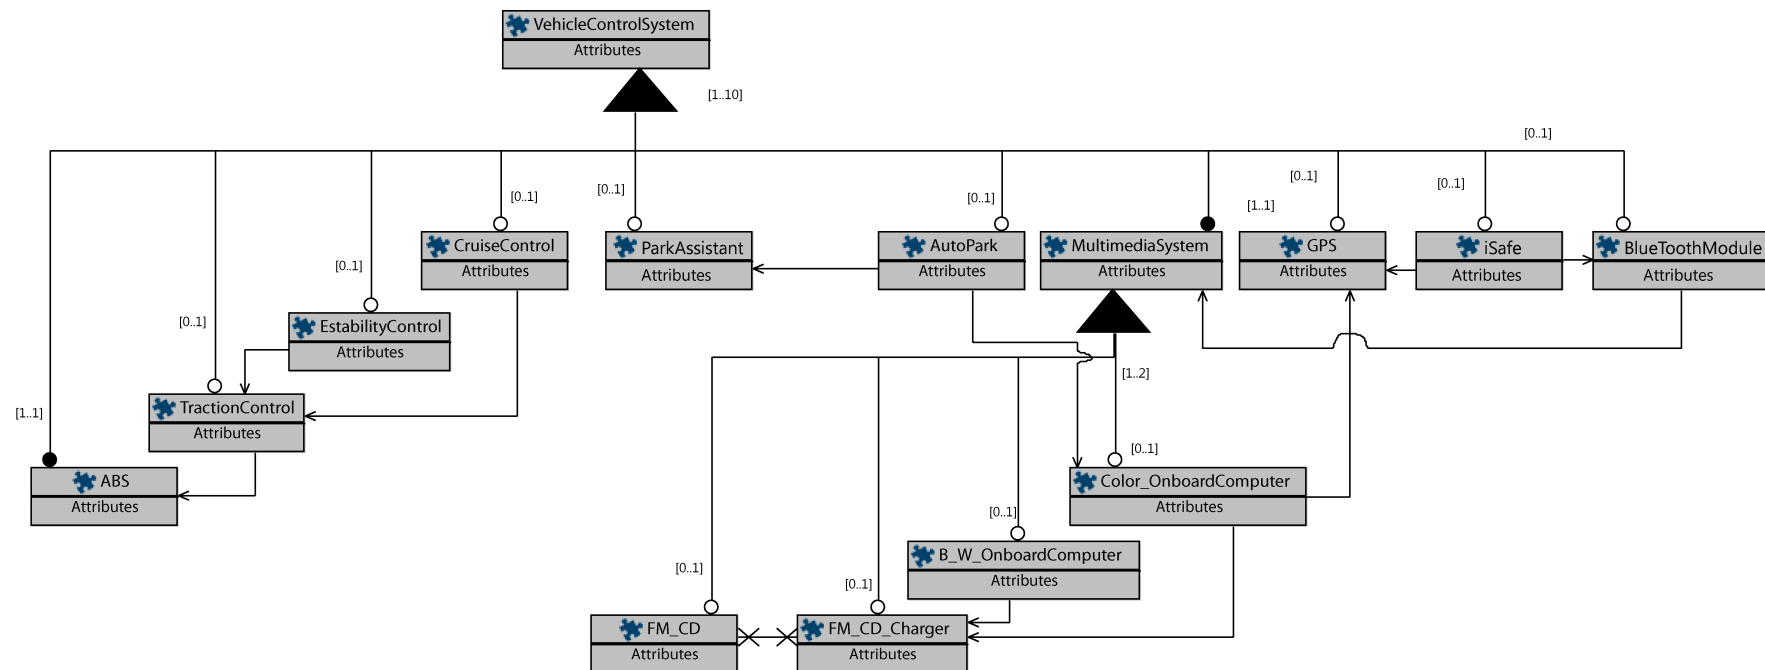 VehicleControlSystem
Attributes
[1..10]
[0..1]
[0..1]
[0..1]
[0..1]
[0..1]
[0..1]
[1..1]
CruiseControl
Attributes
ParkAssistant
Attributes
AutoPark
Attributes
MultimediaSystem
Attributes
GPS
Attributes
iSafe
Attributes
BlueToothModule
Attributes
[0..1]
EstabilityControl
Attributes
[0..1]
[1..2]
TractionControl
Attributes
[1..1]
[0..1]
ABS
Attributes
Color_OnboardComputer
Attributes
[0..1]
B_W_OnboardComputer
Attributes
[0..1]
[0..1]
FM_CD
Attributes
FM_CD_Charger
Attributes